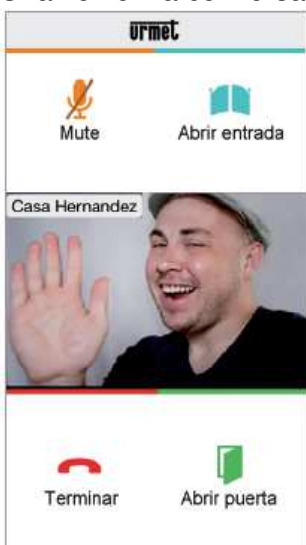 urmet
Mute
Abrir entrada
Casa Hernandez
Terminar
Abrir puerta